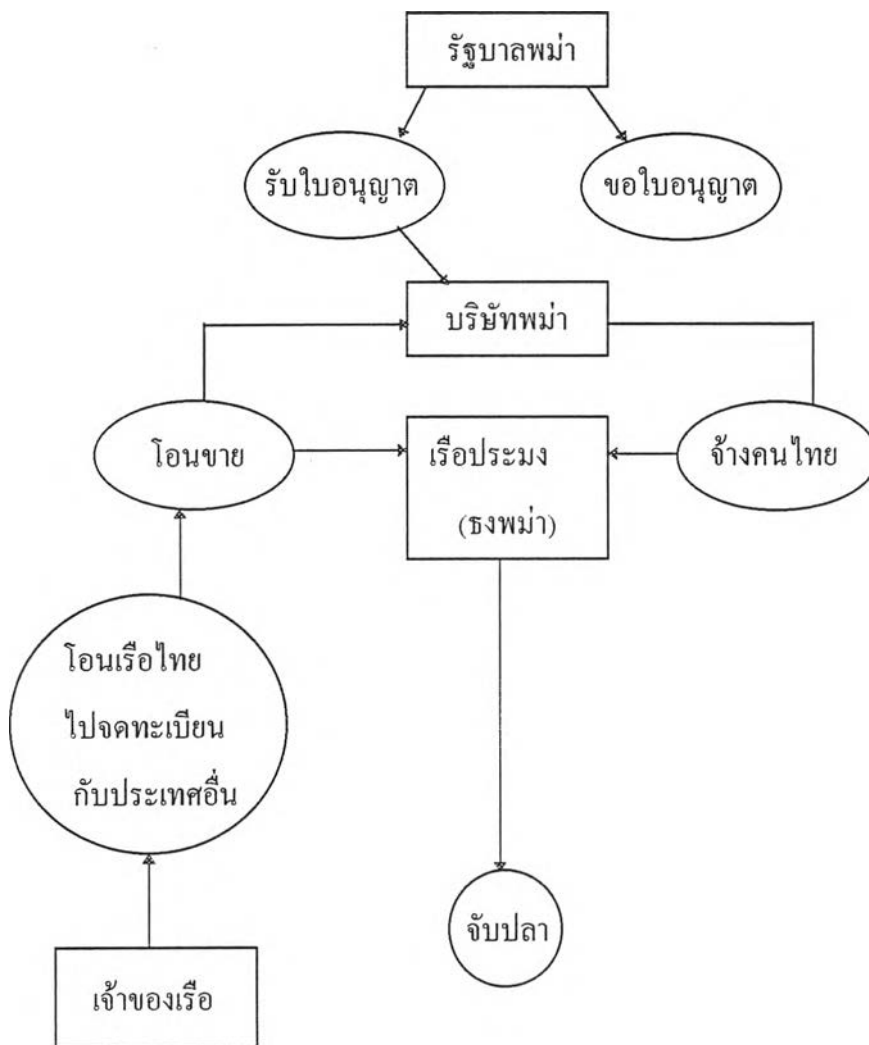 รัฐบาลพม่า
รับใบอนุญาต
ขอใบอนุญาต
บริษัทพม่า
โอนขาย
เรือประมง
(ธงพม่า)
จ้างคนไทย
โอนเรือไทย
ไปจดทะเบียน
กับประเทศอื่น
จับปลา
เจ้าของเรือ